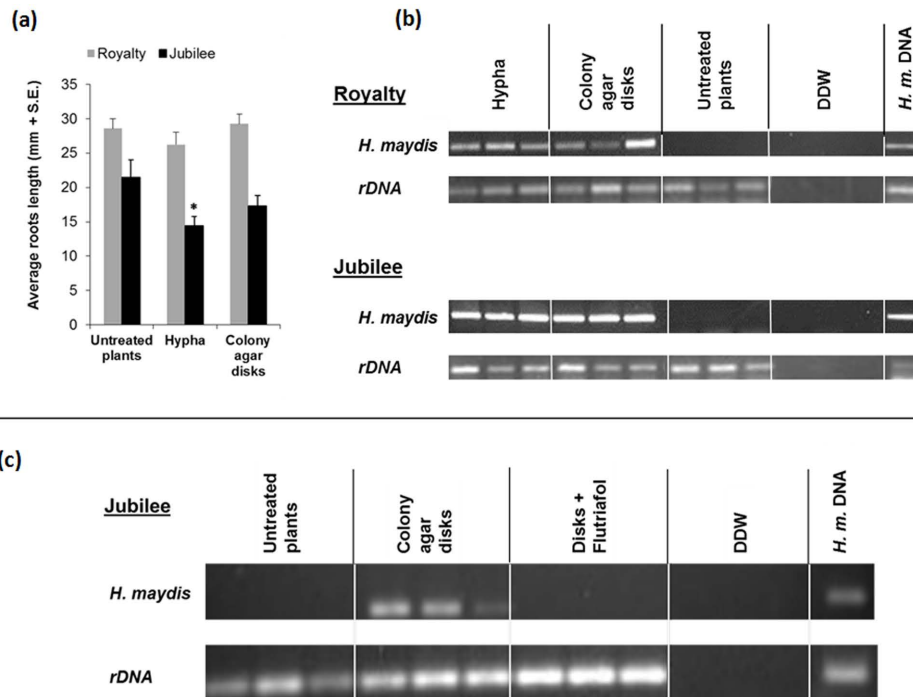 (a)
Royalty Jubilee
Average roots length (mm + S.E.)
35
30
25
20
15
10
5
0
*
Untreated plants
Hypha
Colony agar disks
(b)
Hypha
Colony agar disks
Untreated plants
DDW
H. m. DNA
Royalty
H. maydis
rDNA
Jubilee
H. maydis
rDNA
(c)
Jubilee
Untreated plants
Colony agar disks
Disks + Flutriafol
DDW
H. m. DNA
H. maydis
rDNA